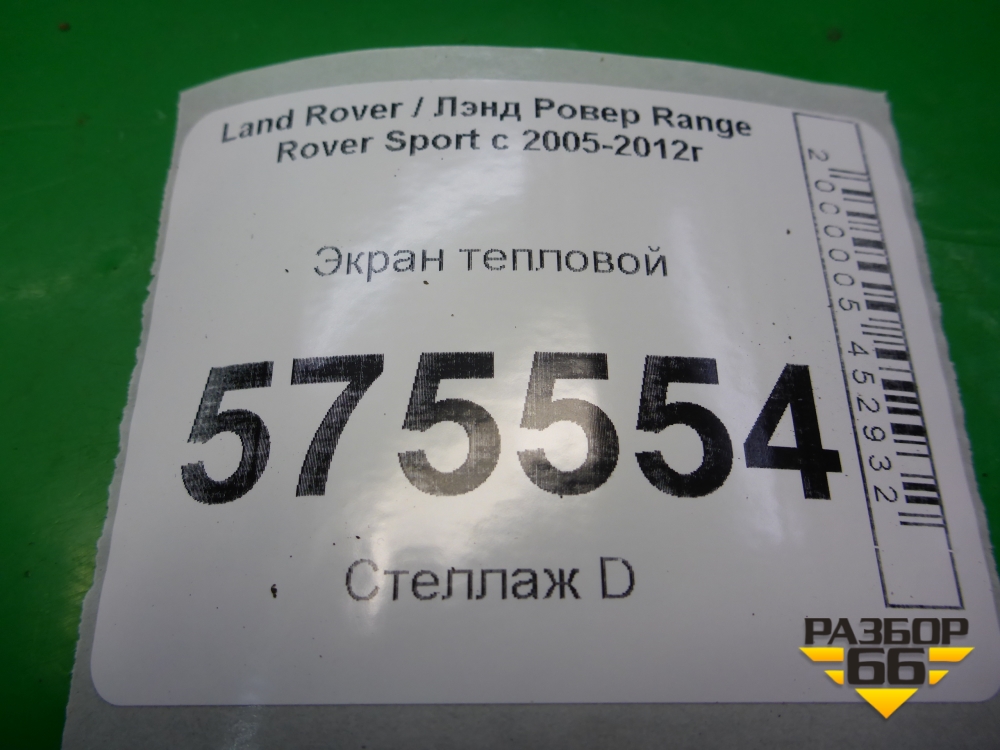 Land Rover / Лэнд Ровер Range
Rover Sport с 2005-2012г
Экран тепловой
575554
Стеллаж D
2000005452932
РАЗБОР
66